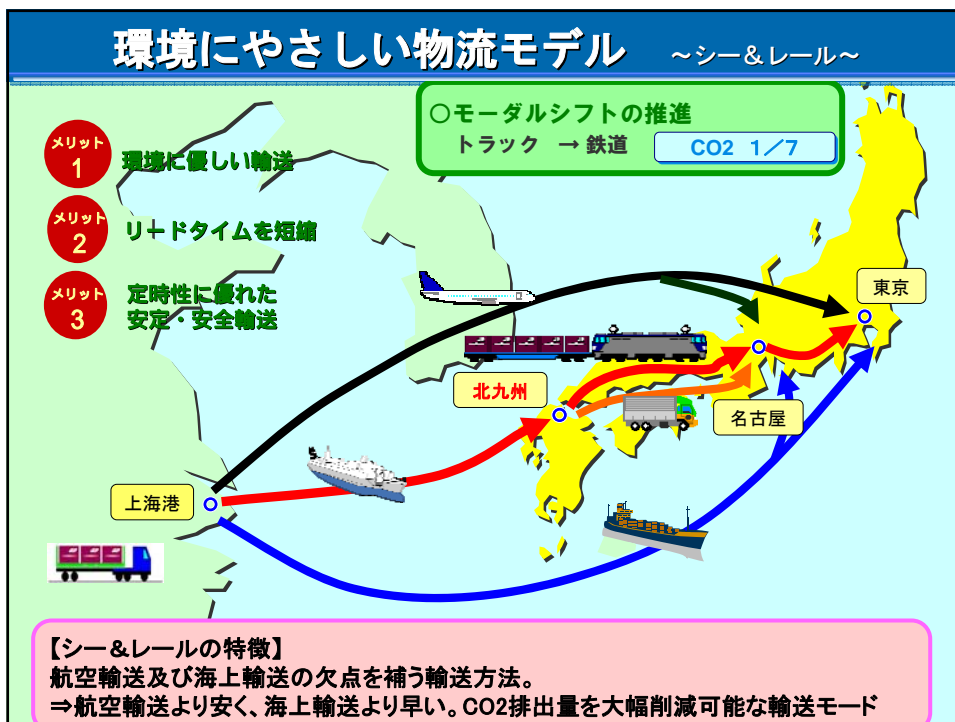 環境にやさしい物流モデル ～シー＆レール～
○モーダルシフトの推進
トラック → 鉄道 CO2 1／7
メリット
1
環境に優しい輸送
メリット
2
リードタイムを短縮
メリット
3
定時性に優れた
安定・安全輸送
東京
北九州
名古屋
上海港
【シー＆レールの特徴】
航空輸送及び海上輸送の欠点を補う輸送方法。
⇒航空輸送より安く、海上輸送より早い。CO2排出量を大幅削減可能な輸送モード